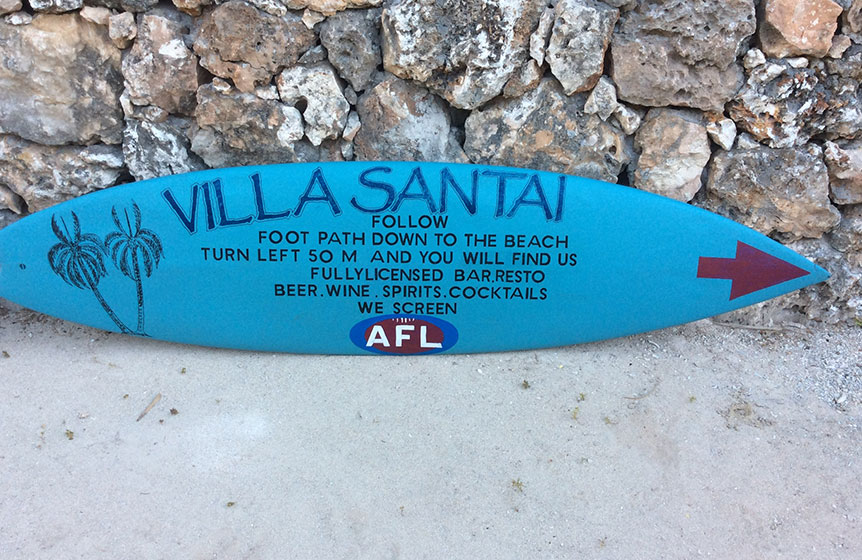 VILLA SANTAI
FOLLOW
FOOT PATH DOWN TO THE BEACH
TURN LEFT 50 M AND YOU WILL FIND US
FULLYLICENSED BAR.RESTO
BEER.WINE.SPIRITS.COCKTAILS
WE SCREEN
AFL